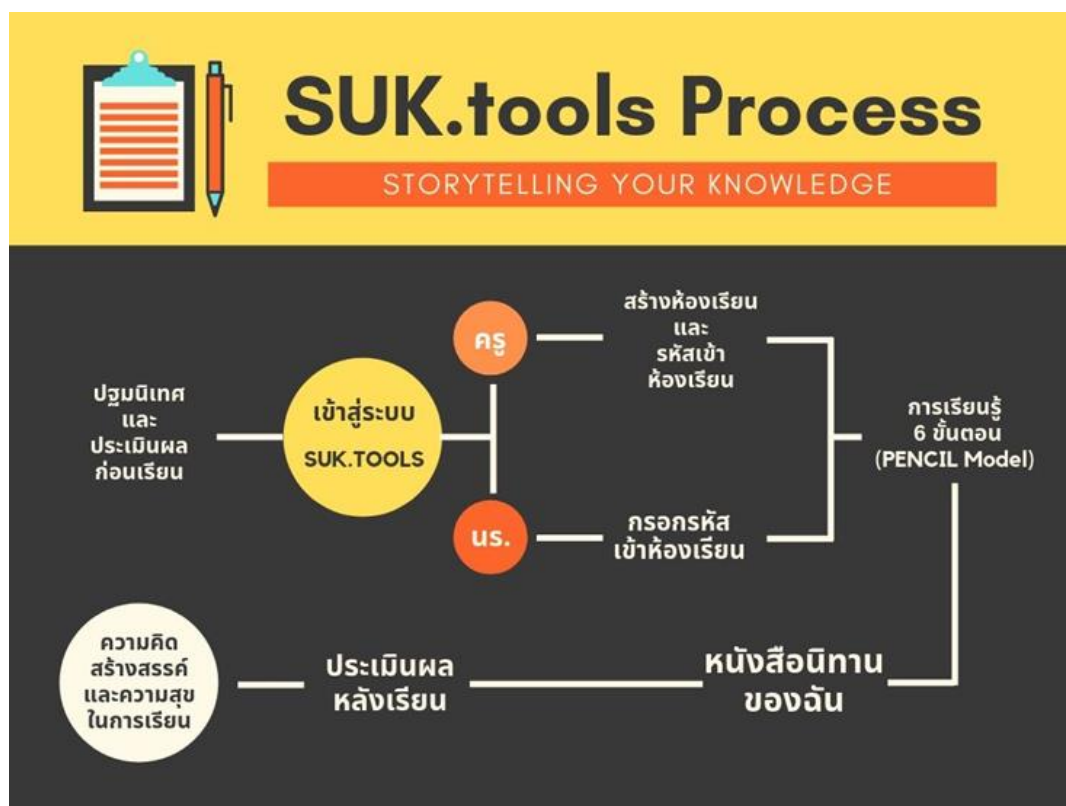 SUK.tools Process
STORYTELLING YOUR KNOWLEDGE
ปฐมนิเทศ
และ
ประเมินผล
ก่อนเรียน
เข้าสู่ระบบ
SUK.TOOLS
ครู
สร้างห้องเรียน
และ
รหัสเข้า
ห้องเรียน
นร.
กรอกรหัส
เข้าห้องเรียน
การเรียนรู้
6 ขั้นตอน
(PENCIL Model)
หนังสือนิทาน
ของฉัน
ประเมินผล
หลังเรียน
ความคิด
สร้างสรรค์
และความสุข
ในการเรียน